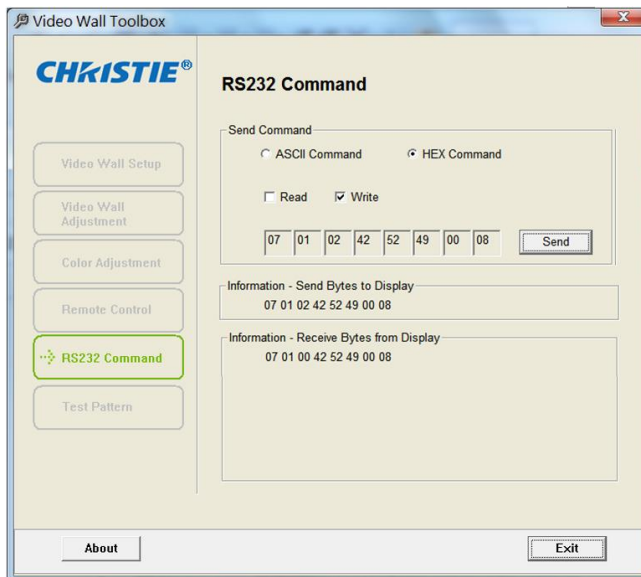 Video Wall Toolbox
X
CHRISTIE®
RS232 Command
Send Command
ASCII Command HEX Command
Read Write
07 01 02 42 52 49 00 08 Send
Information - Send Bytes to Display
07 01 02 42 52 49 00 08
Information - Receive Bytes from Display
07 01 00 42 52 49 00 08
Video Wall Setup
Video Wall
Adjustment
Color Adjustment
Remote Control
RS232 Command
Test Pattern
About
Exit